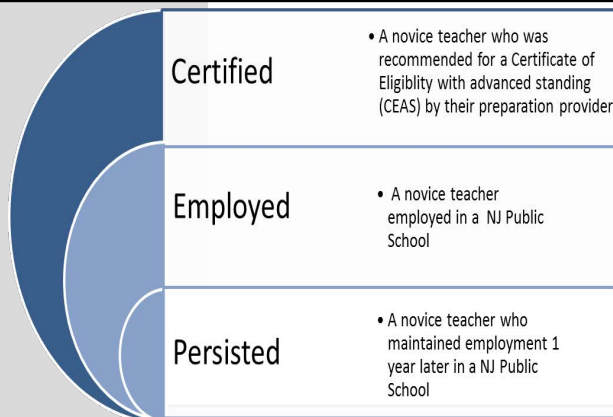 Certified
• A novice teacher who was
recommended for a Certificate of
Eligiblity with advanced standing
(CEAS) by their preparation provider
Employed
• A novice teacher
employed in a NJ Public
School
Persisted
• A novice teacher who
maintained employment 1
year later in a NJ Public
School